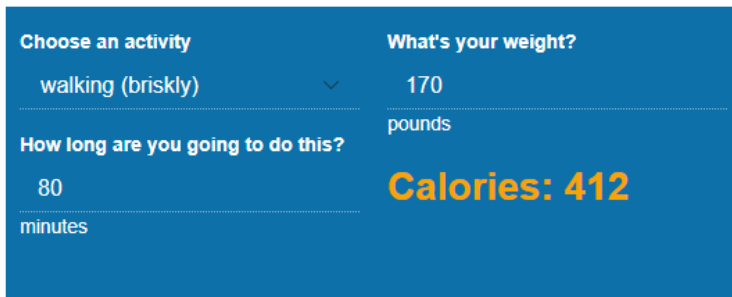 Choose an activity
walking (briskly)
How long are you going to do this?
80
minutes
What's your weight?
170
pounds
Calories: 412